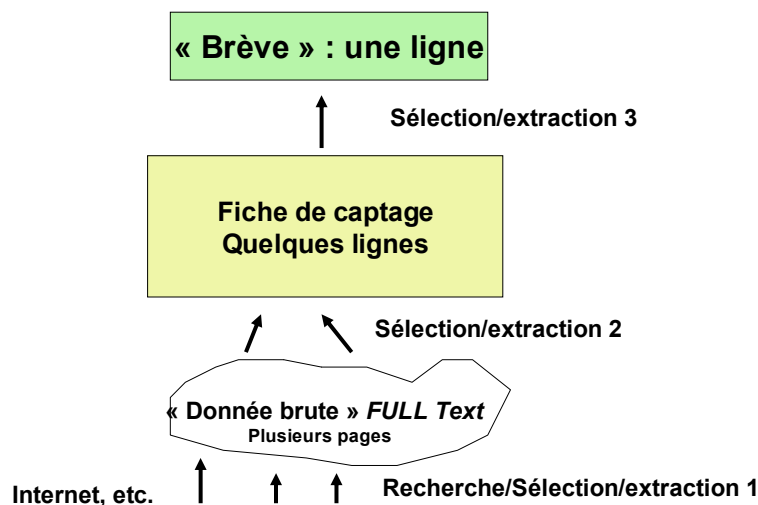 « Brève » : une ligne
Sélection/extraction 3
Fiche de captage
Quelques lignes
Sélection/extraction 2
« Donnée brute » FULL Text
Plusieurs pages
Internet, etc.
Recherche/Sélection/extraction 1